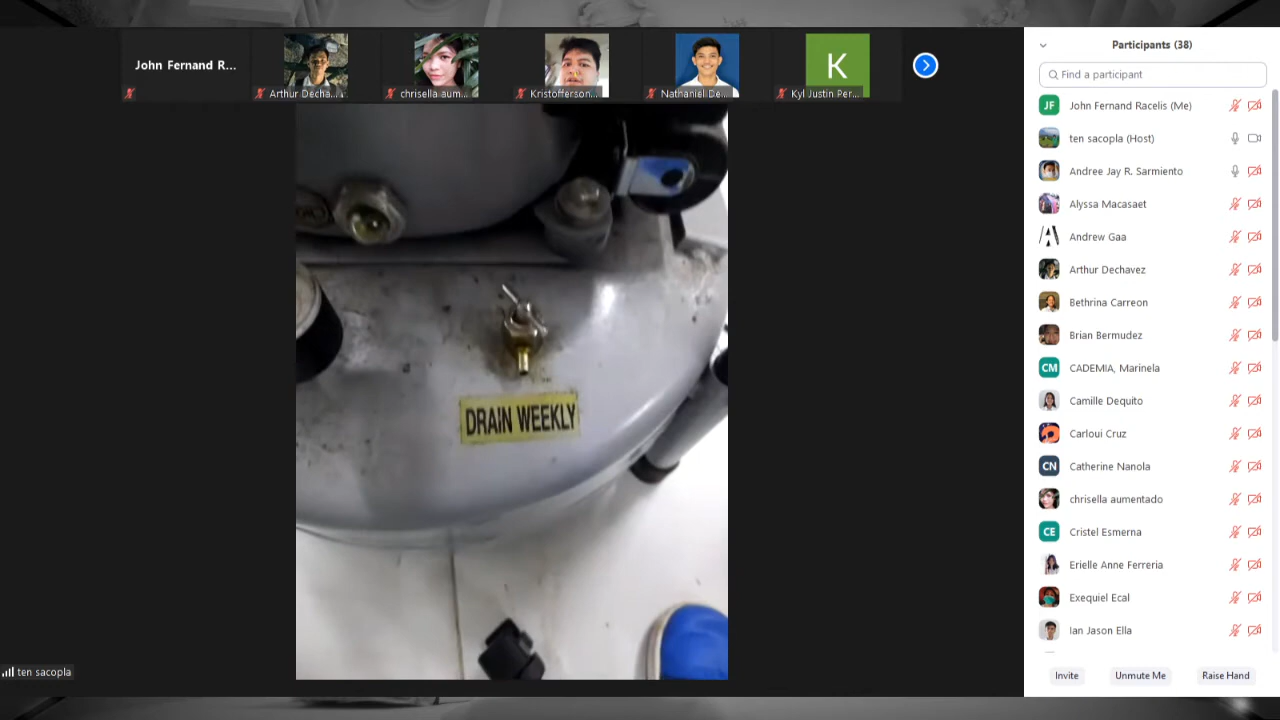 John Fernand R...
Arthur Decha...
chrisella aum...
Kristofferson...
Nathaniel De...
K
Kyl Justin Per...
DRAIN WEEKLY
ten sacopla
Participants (38)
Find a participant
JF John Fernand Racelis (Me)
ten sacopla (Host)
Andree Jay R. Sarmiento
Alyssa Macasaet
Andrew Gaa
Arthur Dechavez
Bethrina Carreon
Brian Bermudez
CM CADEMIA, Marinela
Camille Dequito
Carloui Cruz
CN Catherine Nanola
chrisella aumentado
CE Cristel Esmerna
Erielle Anne Ferreria
Exequiel Ecal
Ian Jason Ella
Invite
Unmute Me
Raise Hand